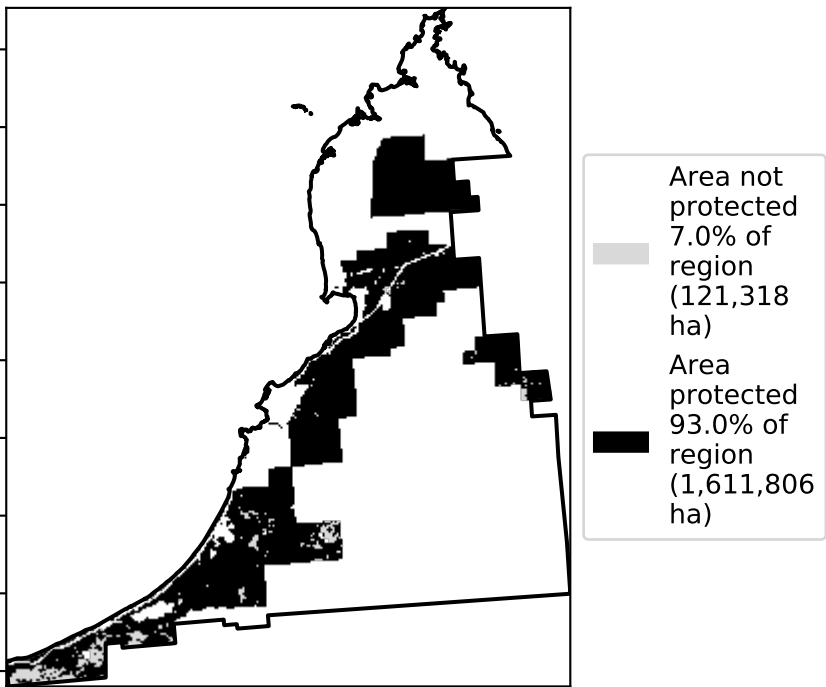 Area not
protected
7.0% of
region
(121,318
ha)
Area
protected
93.0% of
region
(1,611,806
ha)